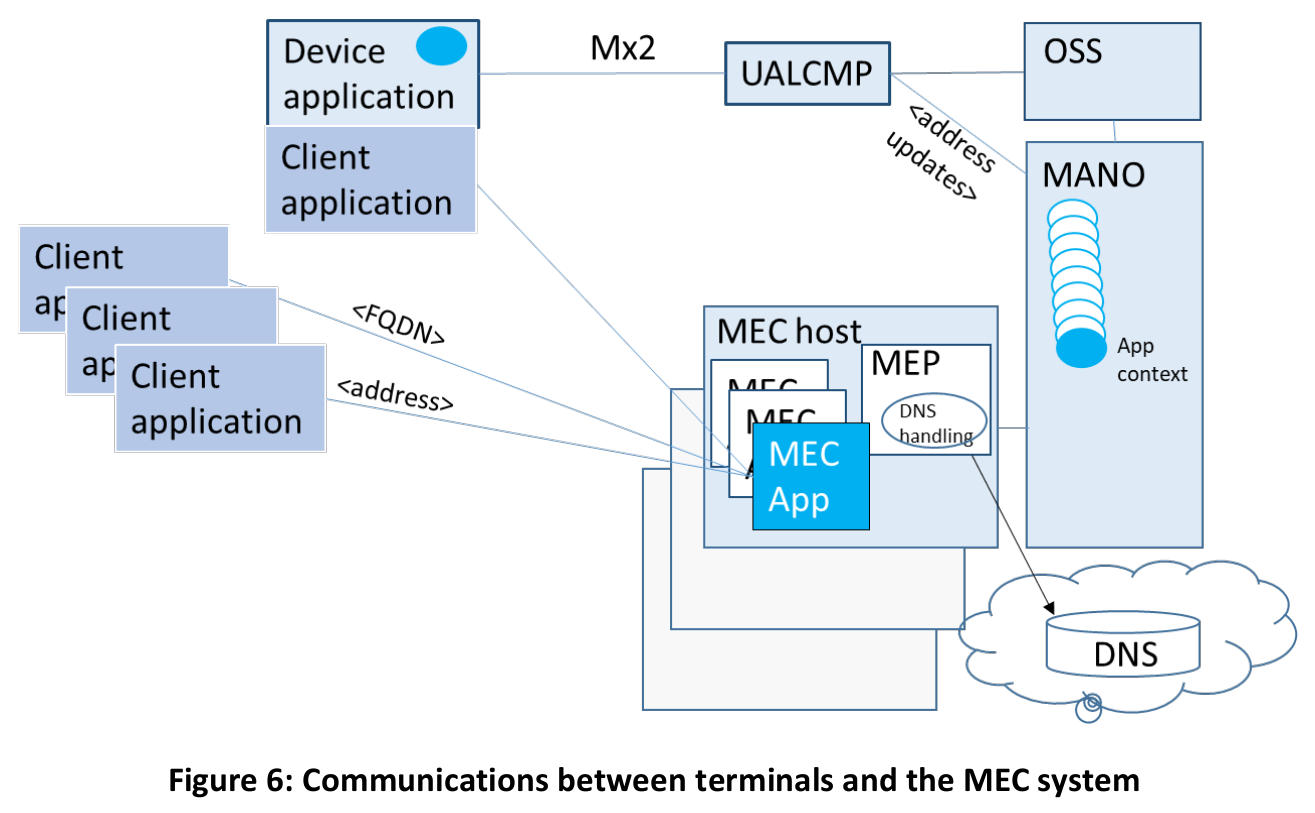 Device
application
Mx2
UALCMP
OSS
<address
updates>
Client
application
MANO
Client
ap
Client
ap
Client
application
<FQDN>
<address>
MEC host
MEP
MEC
MEC
DNS
handling
MEC
App
App
context
DNS
Figure 6: Communications between terminals and the MEC system